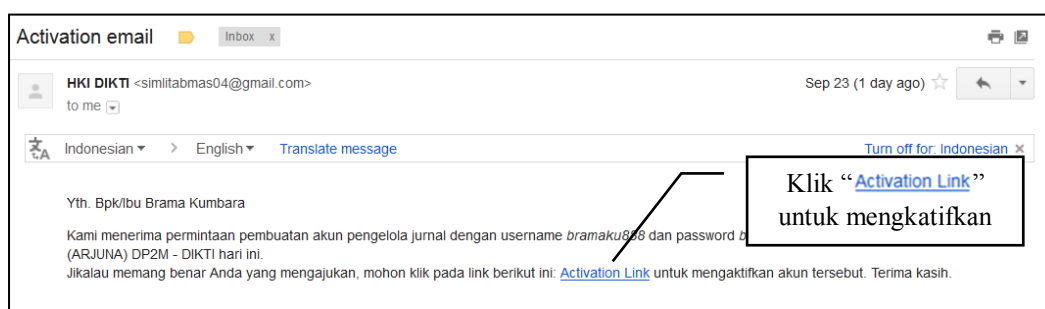 Activation email
Inbox x
HKI DIKTI <simlitabmas04@gmail.com>
Sep 23 (1 day ago)
to me
Indonesian
>
English
Translate message
Turn off for: Indonesian ×
Klik “Activation Link”
untuk mengkatifkan
Yth. Bpk/Ibu Brama Kumbara
Kami menerima permintaan pembuatan akun pengelola jurnal dengan username bramaku888 dan password b
(ARJUNA) DP2M - DIKTI hari ini.
Jikalau memang benar Anda yang mengajukan, mohon klik pada link berikut ini: Activation Link untuk mengaktifkan akun tersebut. Terima kasih.